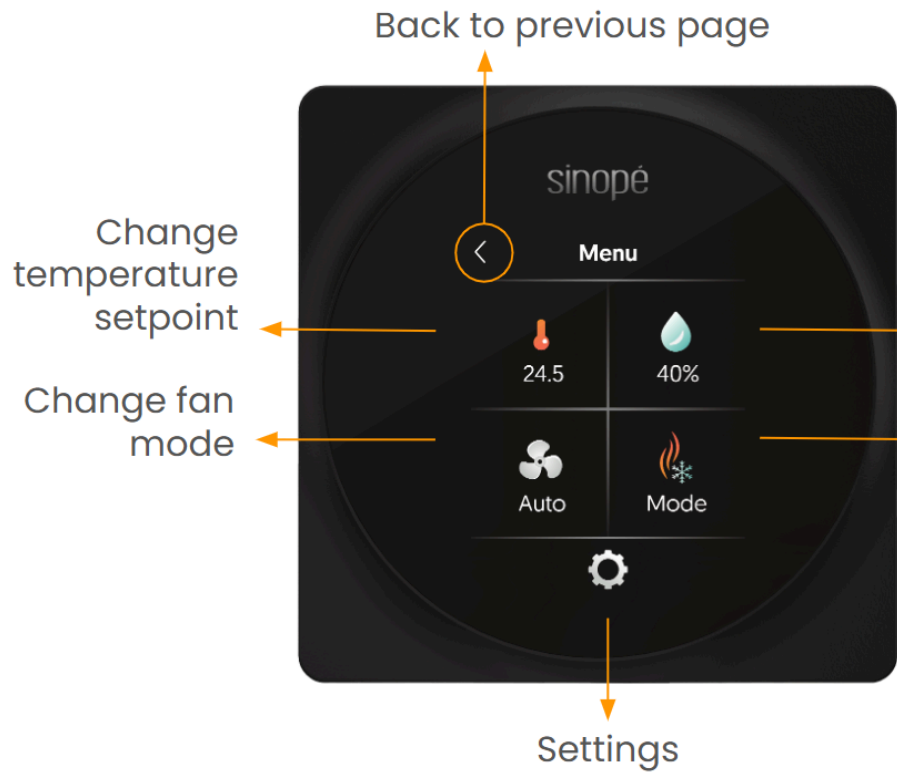 Back to previous page
sinopé
Change
temperature
setpoint
Menu
24.5
40%
Change fan
mode
Auto
Mode
Settings